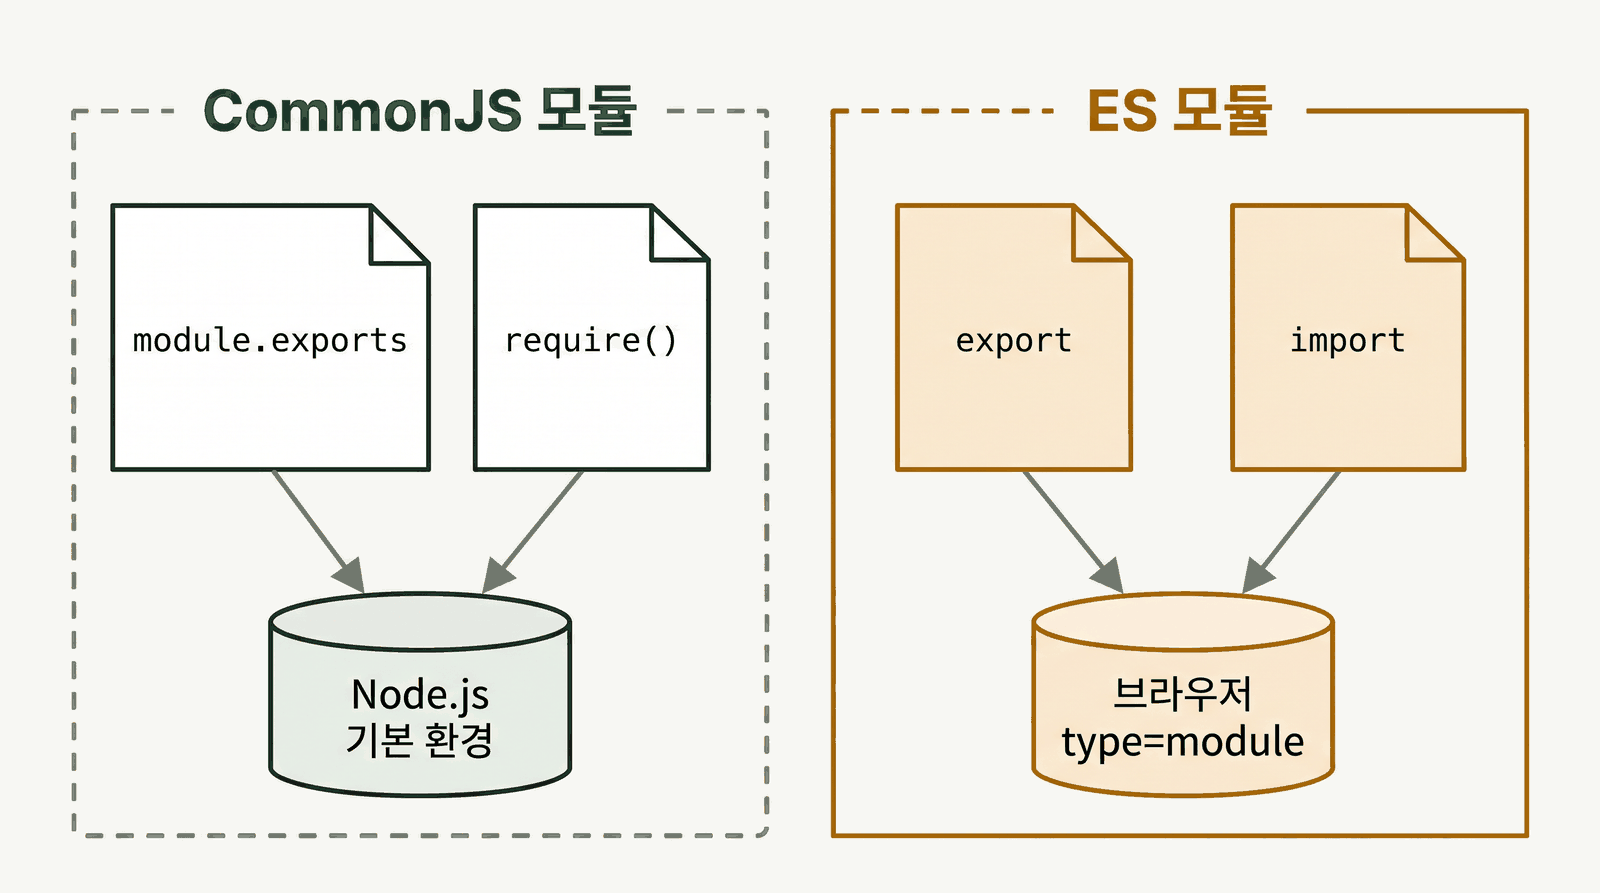 CommonJS 모듈
module.exports
require()
Node.js
기본 환경
ES 모듈
export
import
브라우저
type=module